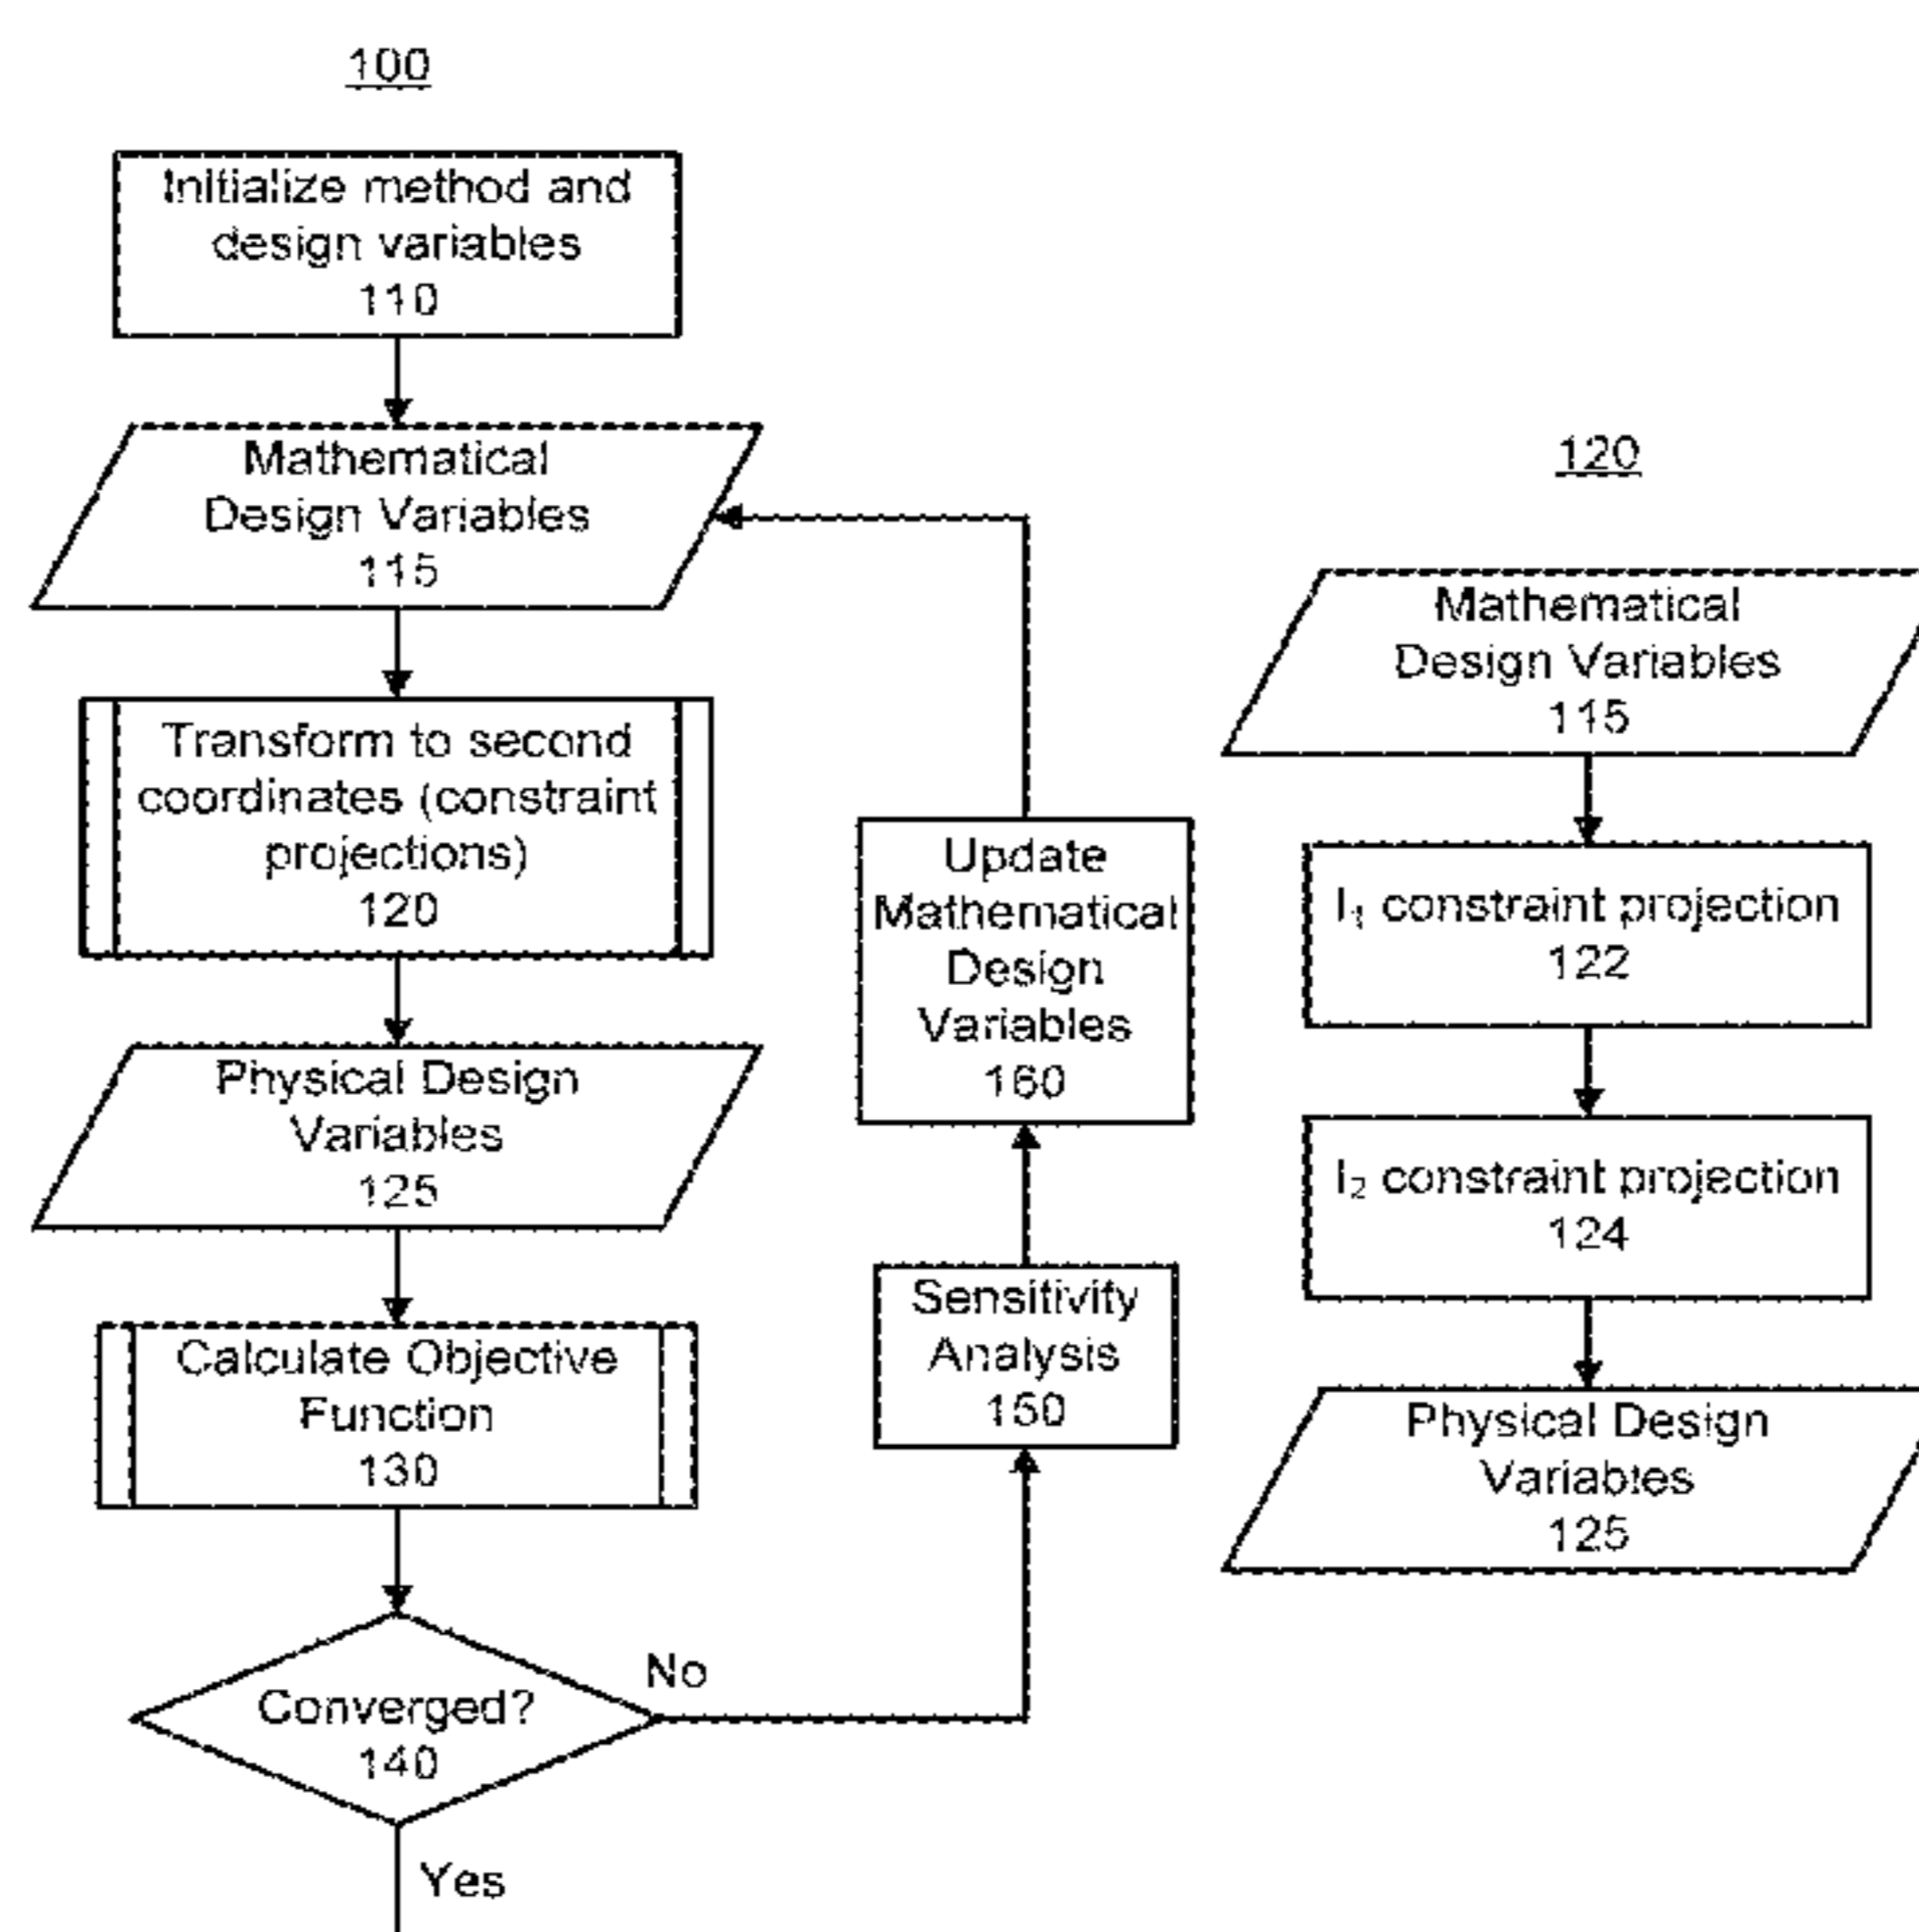 100
Initialize method and
design variables
110
Mathematical
Design Variables
115
Transform to second
coordinates (constraint
projections)
120
Physical Design
Variables
125
Calculate Objective
Function
130
Converged?
140
No
Yes
Sensitivity
Analysis
150
Update
Mathematical
Design
Variables
160
120
Mathematical
Design Variables
115
I₁ constraint projection
122
I₂ constraint projection
124
Physical Design
Variables
125